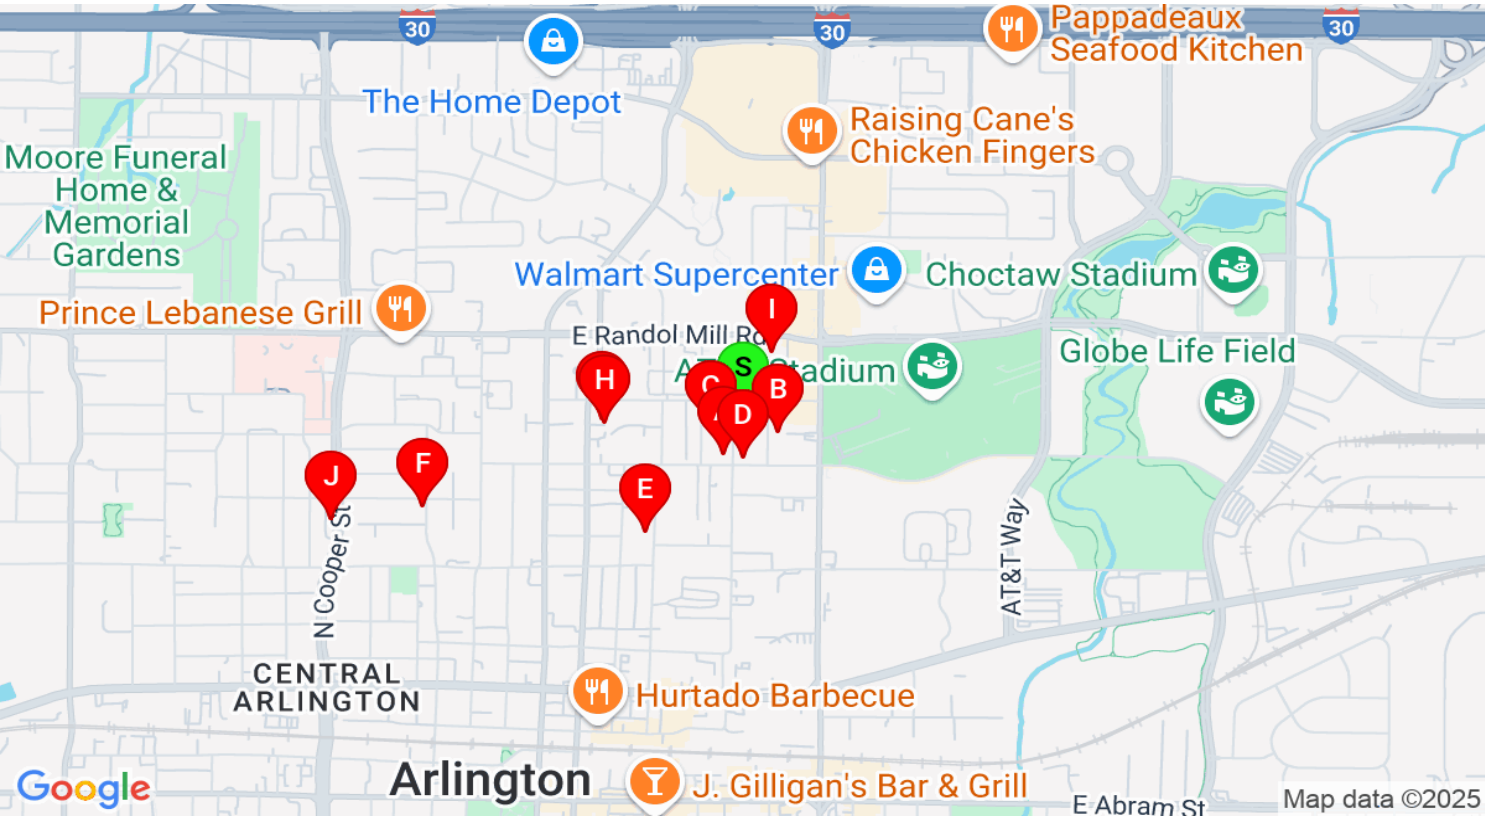 30
30
30
Pappadeaux
Seafood Kitchen
The Home Depot
Raising Cane's
Chicken Fingers
Moore Funeral
Home &
Memorial
Gardens
Walmart Supercenter
Choctaw Stadium
Prince Lebanese Grill
I
E Randol Mill Rd
Globe Life Field
S
Stadium
H
C
B
D
F
J
E
N Cooper St
AT&T Way
CENTRAL
ARLINGTON
Hurtado Barbecue
Arlington
J. Gilligan's Bar & Grill
E Abram St
Google
Map data ©2025